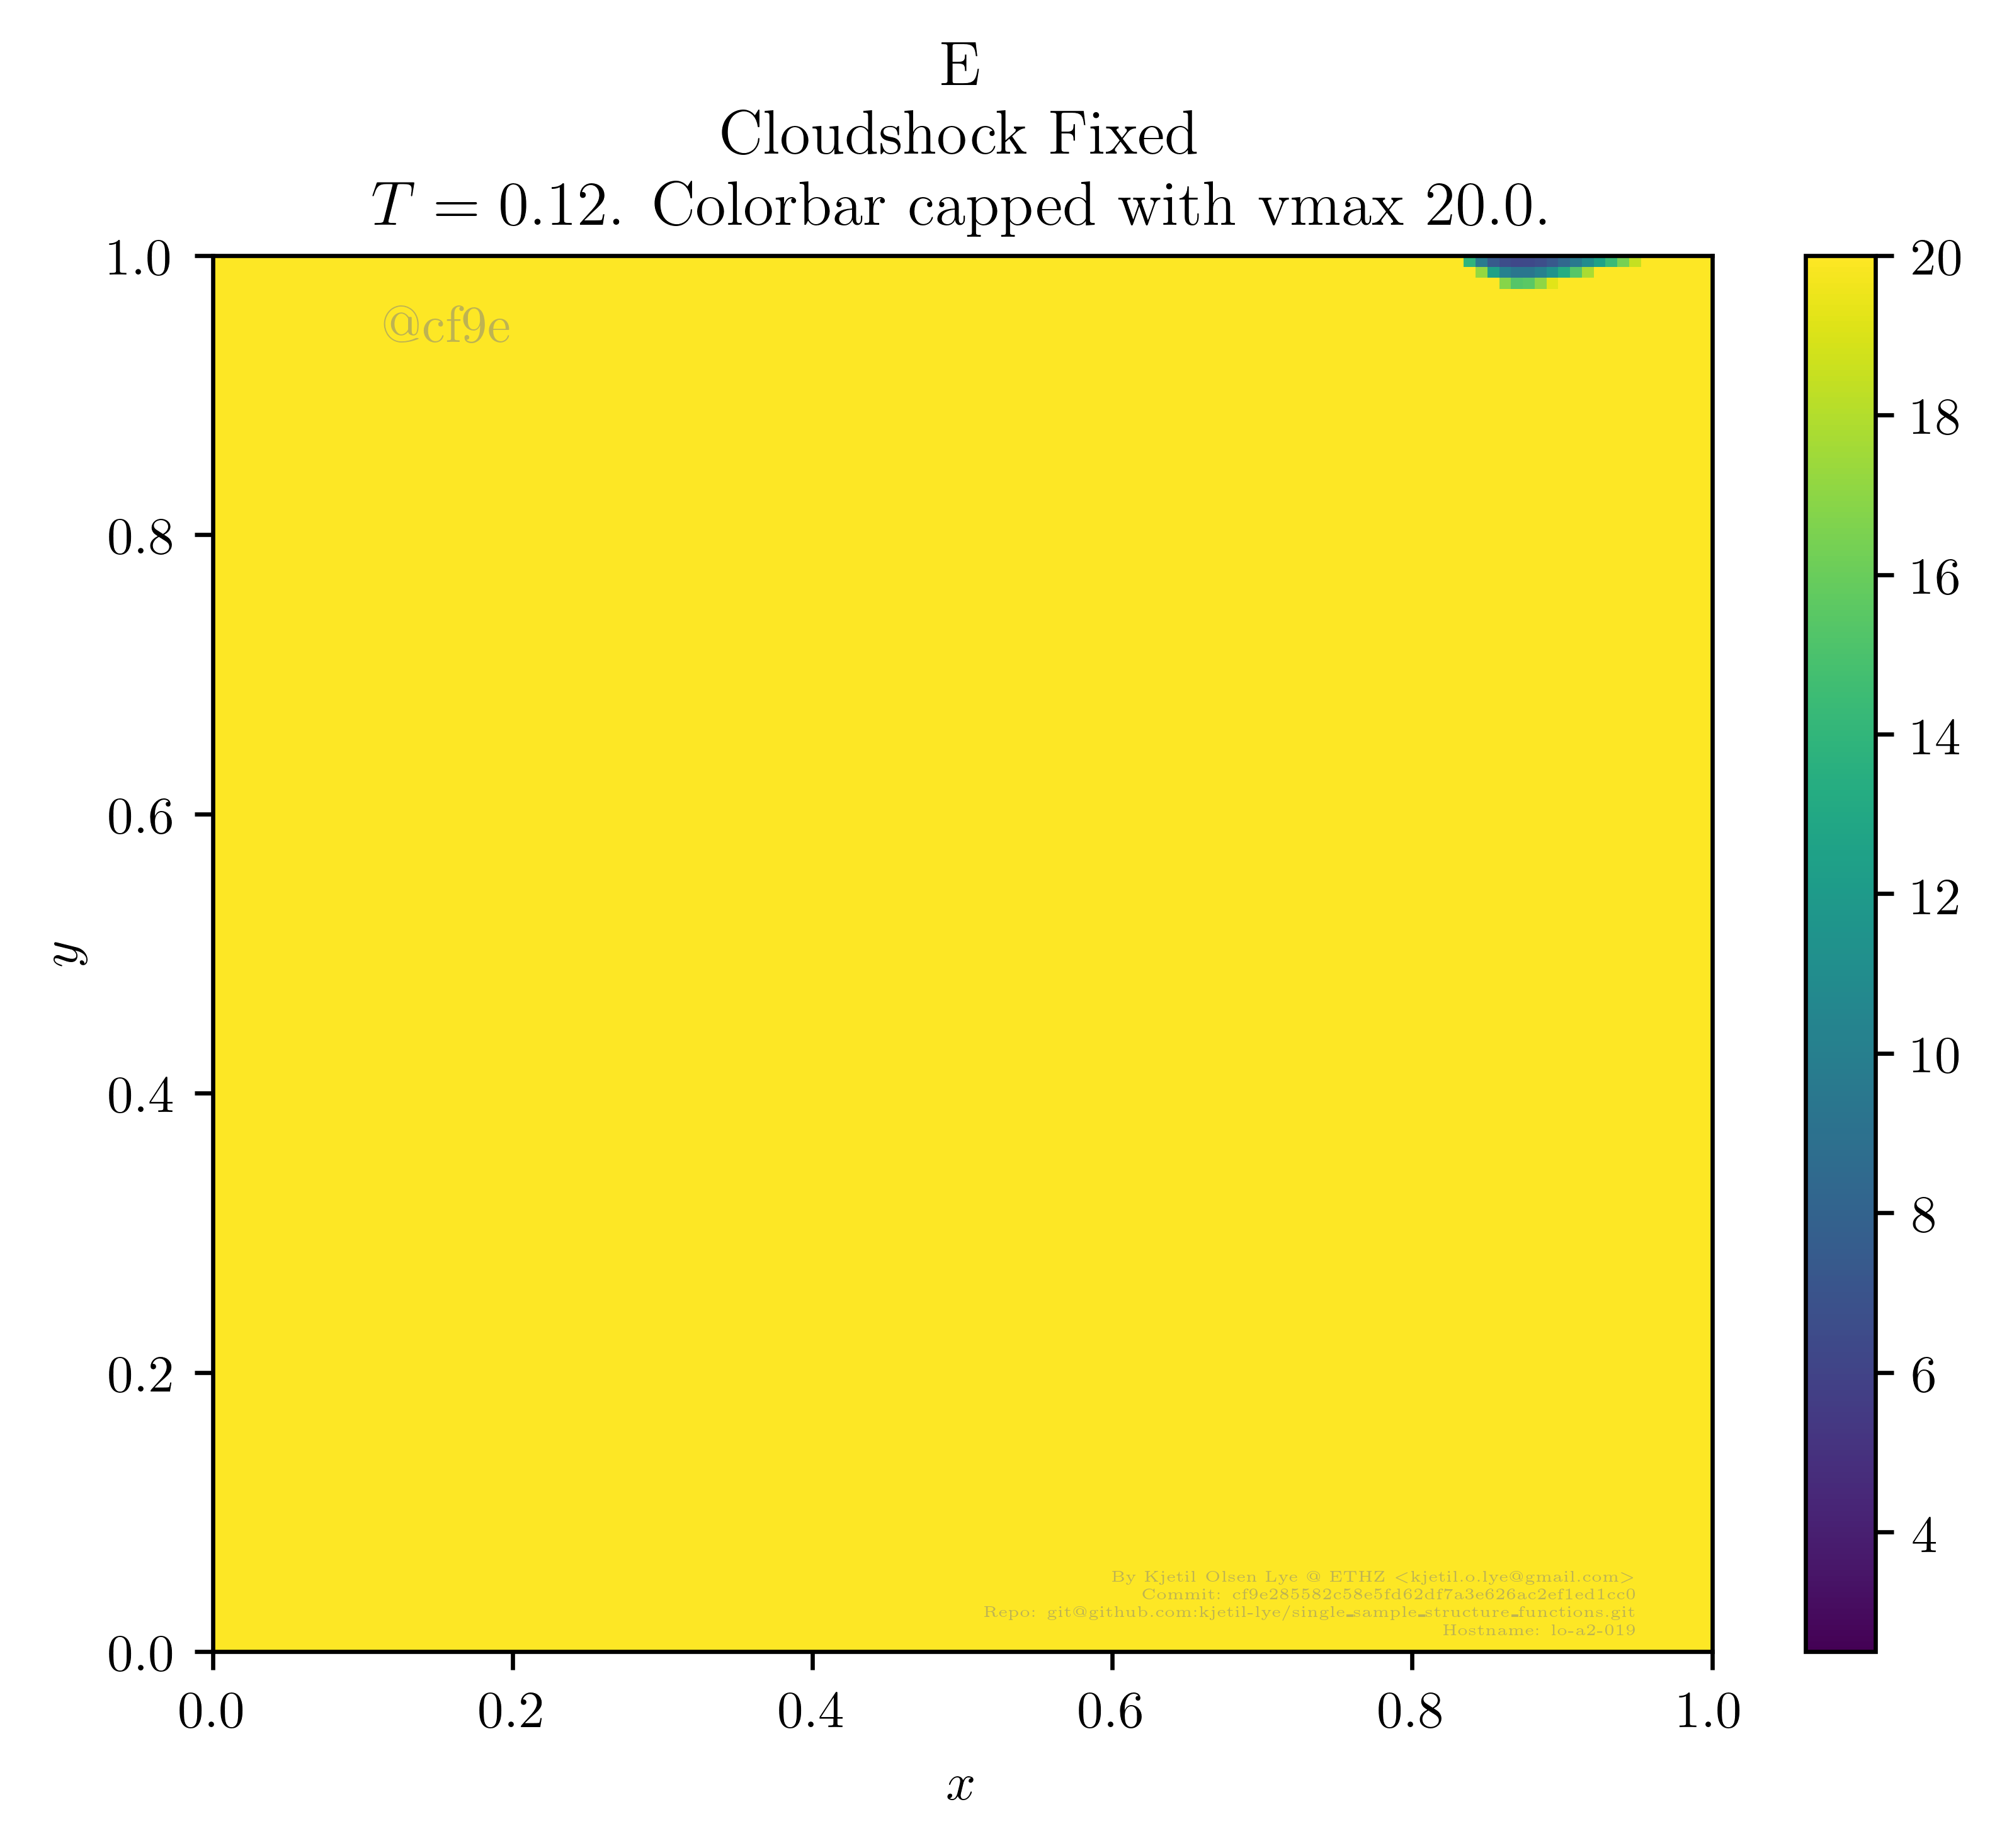 E
Cloudshock Fixed
T = 0.12. Colorbar capped with vmax 20.0.
1.0
0.8
0.6
0.4
0.2
0.0
y
@cf9e
By Kjetil Olsen Lye @ ETHZ <kjetil.o.lye@gmail.com>
Commit: cf9e285582c58e5fd62df7a3e626ac2ef1ed1cc0
Repo: git@github.com:kjetil-lye/single_sample_structure_functions.git
Hostname: lo-a2-019
0.0 0.2 0.4 0.6 0.8 1.0
x
20
18
16
14
12
10
8
6
4